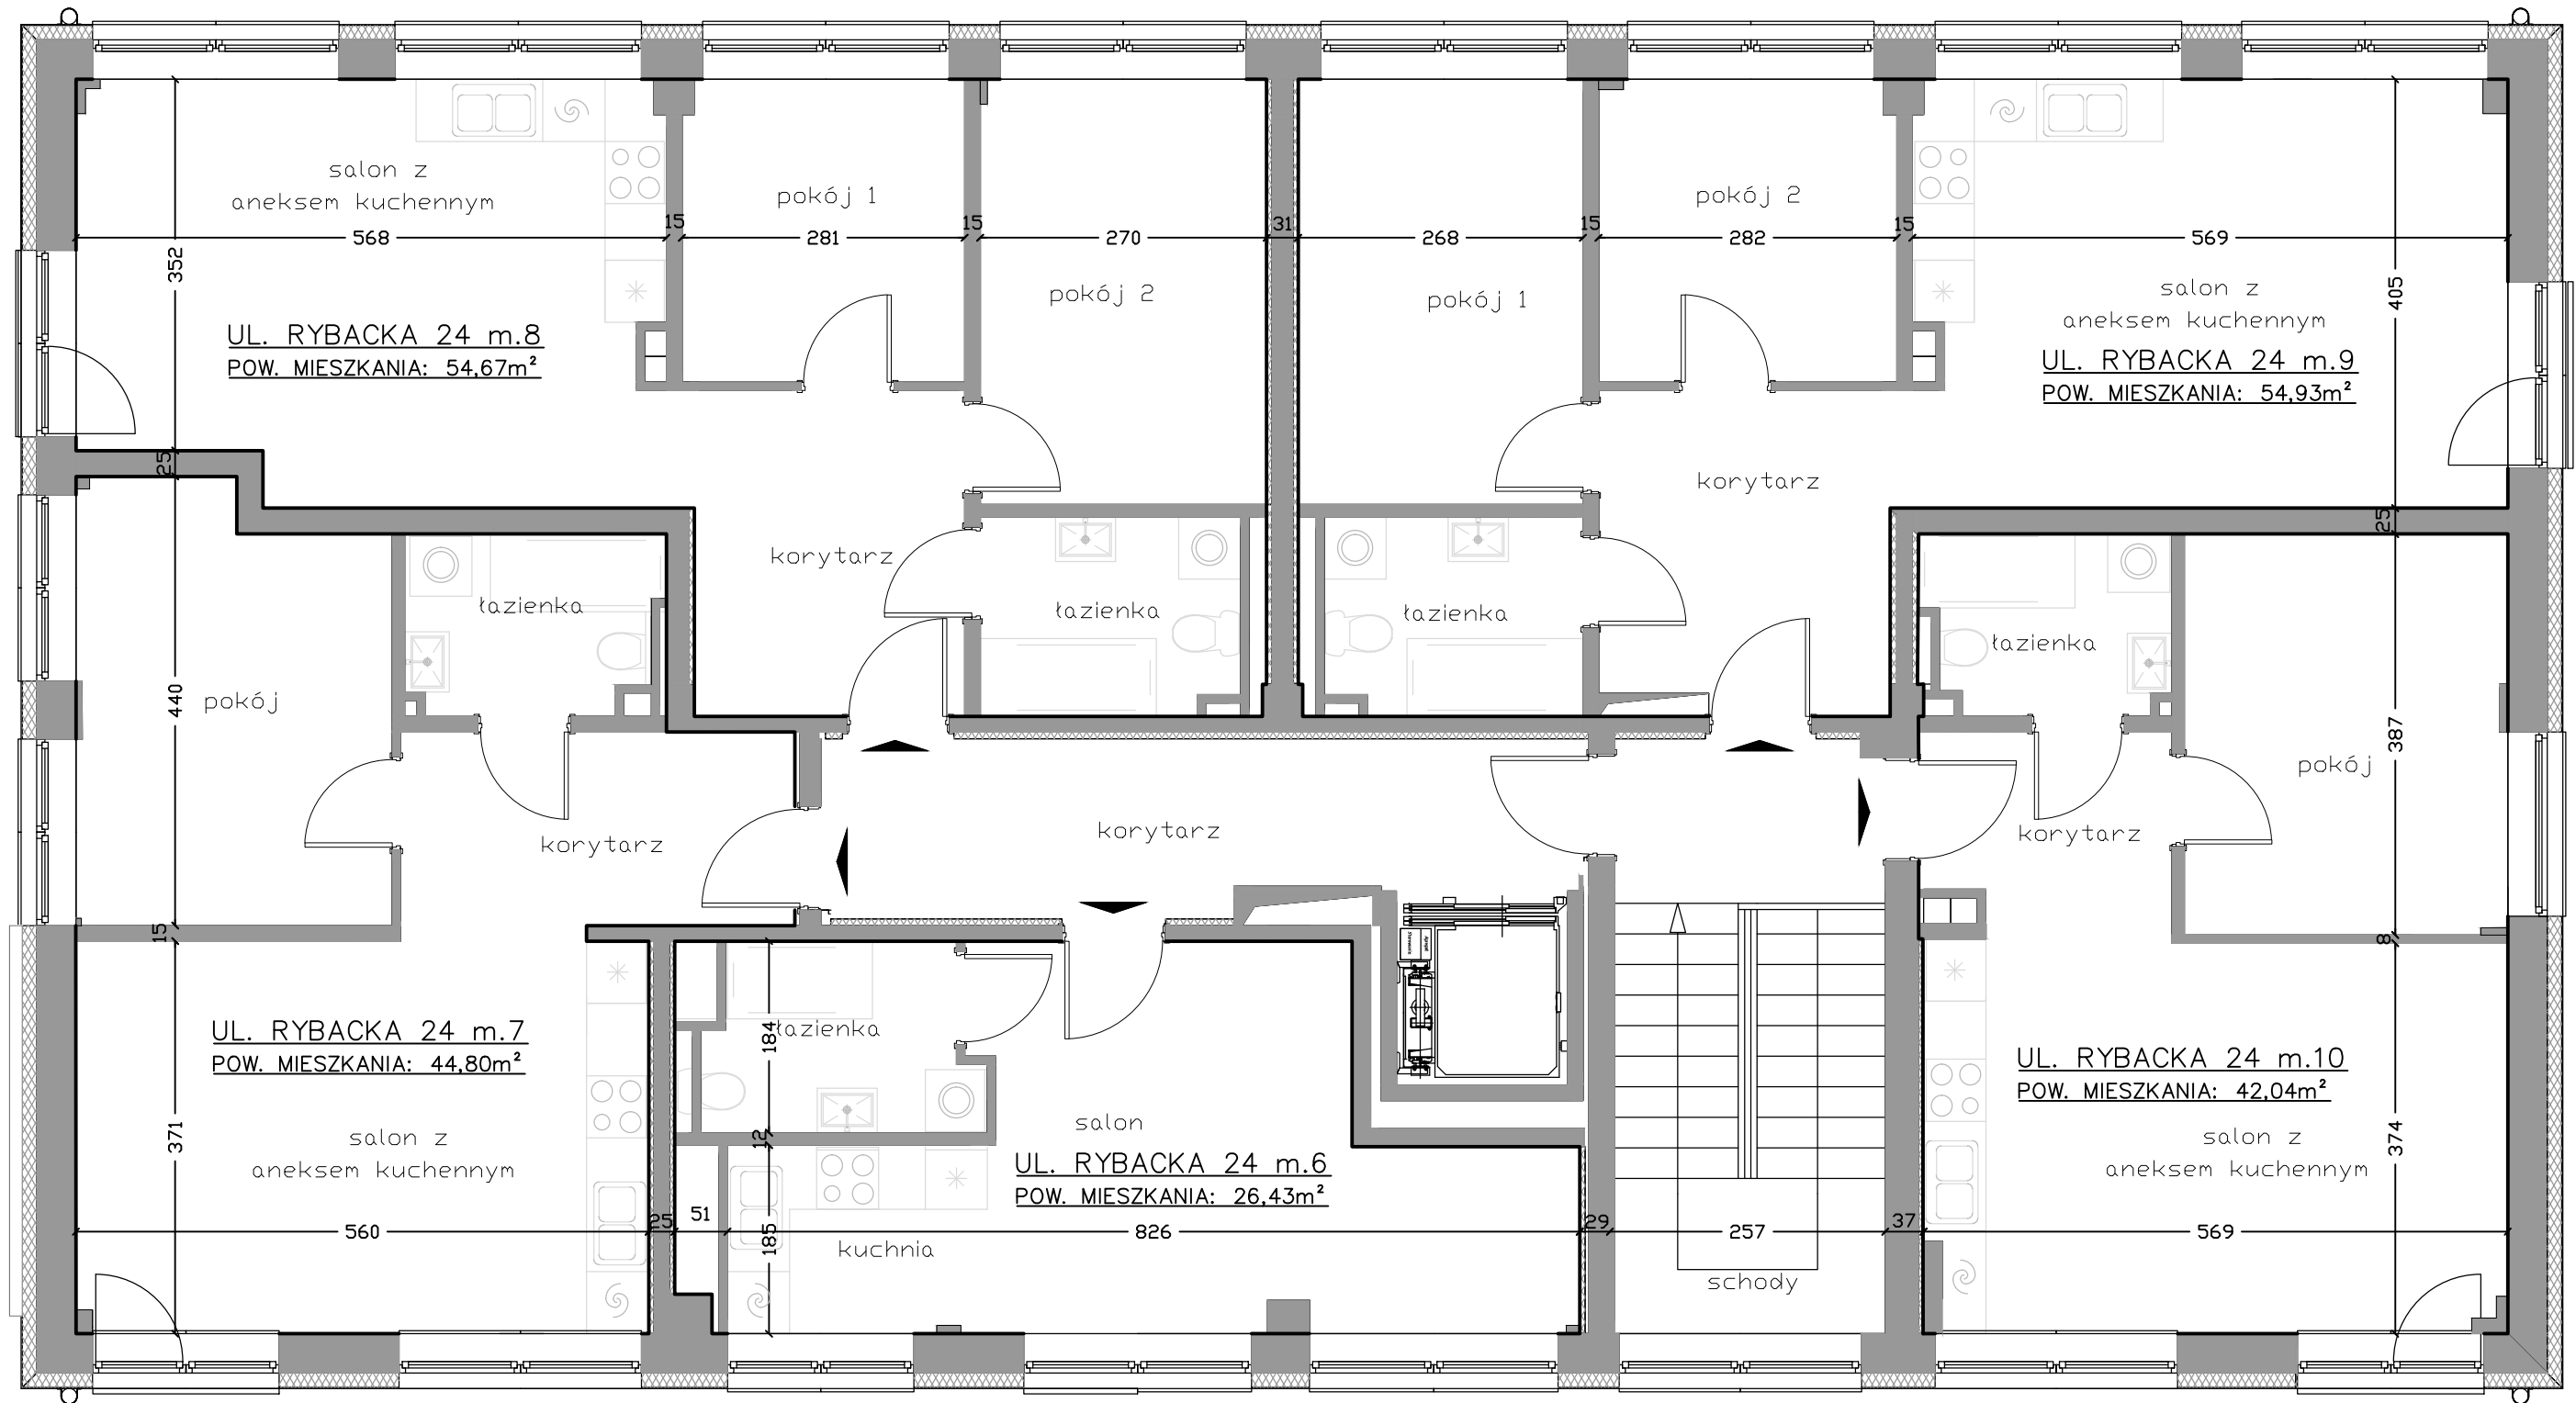 salon z
aneksem kuchennym
568
352
UL. RYBACKA 24 m.8
POW. MIESZKANIA: 54,67m²
15
pokój 1
281
15
270
pokój 2
31
268
pokój 1
15
pokój 2
282
15
569
salon z
aneksem kuchennym
405
UL. RYBACKA 24 m.9
POW. MIESZKANIA: 54,93m²
korytarz
25
25
korytarz
łazienka
łazienka
łazienka
łazienka
pokój
440
korytarz
korytarz
korytarz
387
pokój
15
8
UL. RYBACKA 24 m.7
POW. MIESZKANIA: 44,80m²
371
salon z
aneksem kuchennym
560
25
51
łazienka
184
12
185
kuchnia
salon
UL. RYBACKA 24 m.6
POW. MIESZKANIA: 26,43m²
826
29
257
schody
37
UL. RYBACKA 24 m.10
POW. MIESZKANIA: 42,04m²
salon z
aneksem kuchennym
374
569